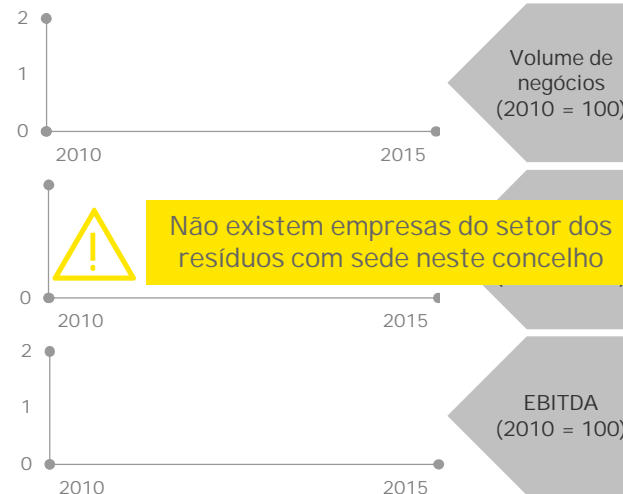 2
1
0
2010
2015
Volume de
negócios
(2010 = 100)
Não existem empresas do setor dos
resíduos com sede neste concelho
0
2010
2015
2
1
0
2010
2015
EBITDA
(2010 = 100)